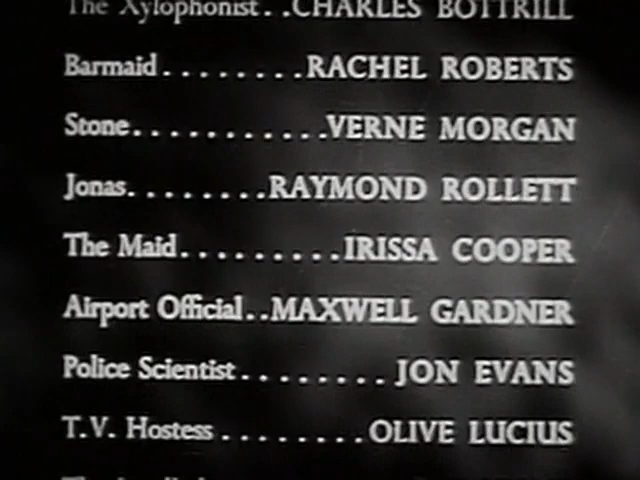 The Xylophonist..CHARLES BOTTRILL
Barmaid........RACHEL ROBERTS
Stone...........VERNE MORGAN
Jonas........RAYMOND ROLLETT
The Maid.........IRISSA COOPER
Airport Official..MAXWELL GARDNER
Police Scientist........JON EVANS
T.V. Hostess........OLIVE LUCIUS